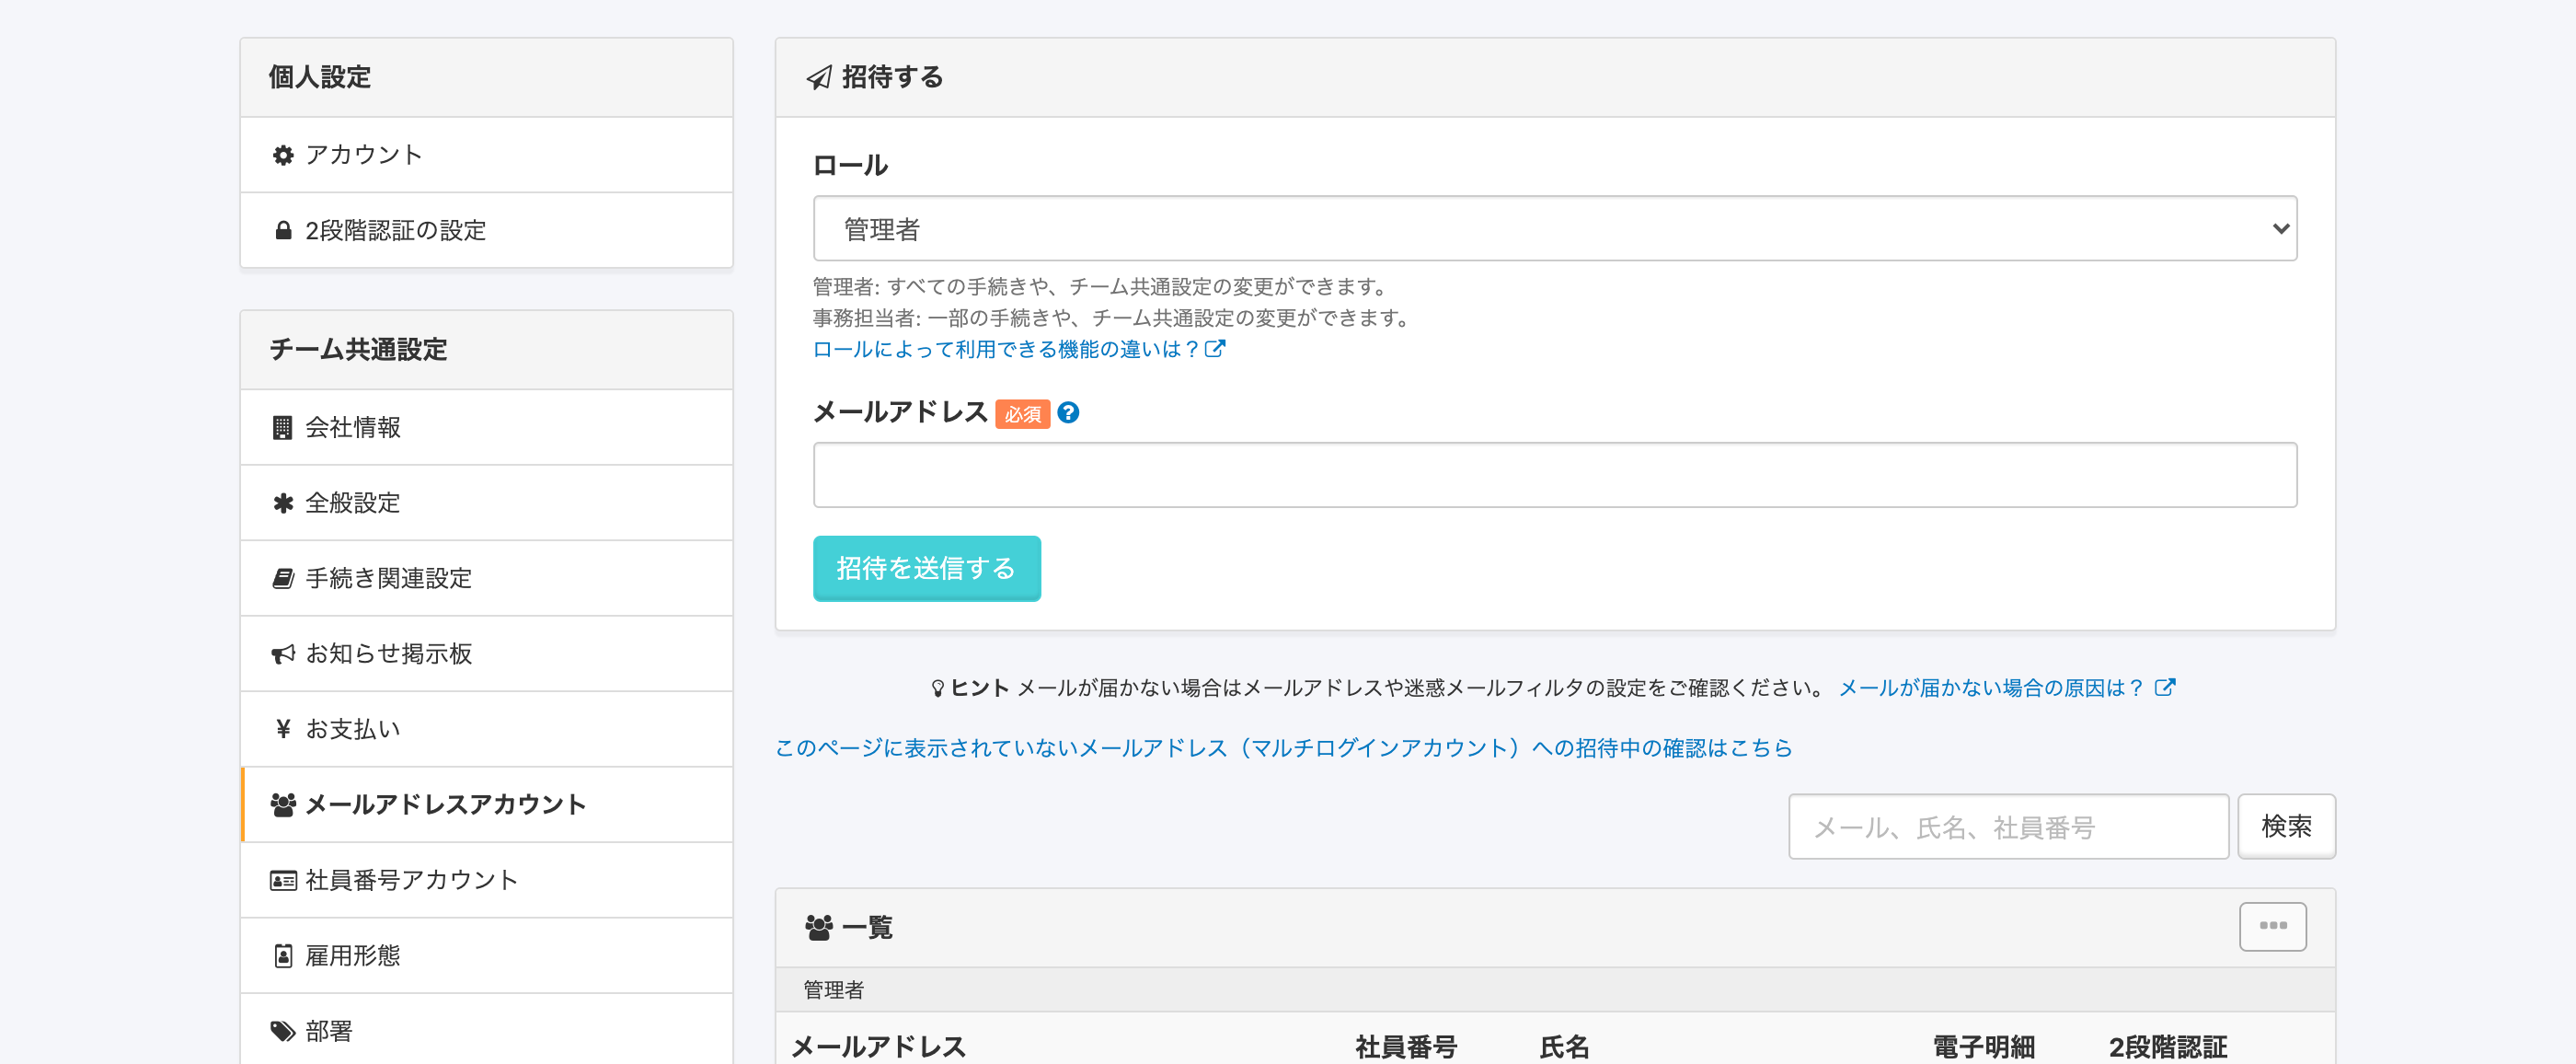 個人設定
アカウント
2段階認証の設定
チーム共通設定
会社情報
全般設定
手続き関連設定
お知らせ掲示板
¥ お支払い
メールアドレスアカウント
社員番号アカウント
雇用形態
部署
招待する
ロール
管理者
管理者: すべての手続きや、チーム共通設定の変更ができます。
事務担当者: 一部の手続きや、チーム共通設定の変更ができます。
ロールによって利用できる機能の違いは？
メールアドレス 必須 ?
招待を送信する
ヒント メールが届かない場合はメールアドレスや迷惑メールフィルタの設定をご確認ください。 メールが届かない場合の原因は？
このページに表示されていないメールアドレス（マルチログインアカウント）への招待中の確認はこちら
メール、氏名、社員番号 検索
一覧
管理者
メールアドレス 社員番号 氏名 電子明細 2段階認証